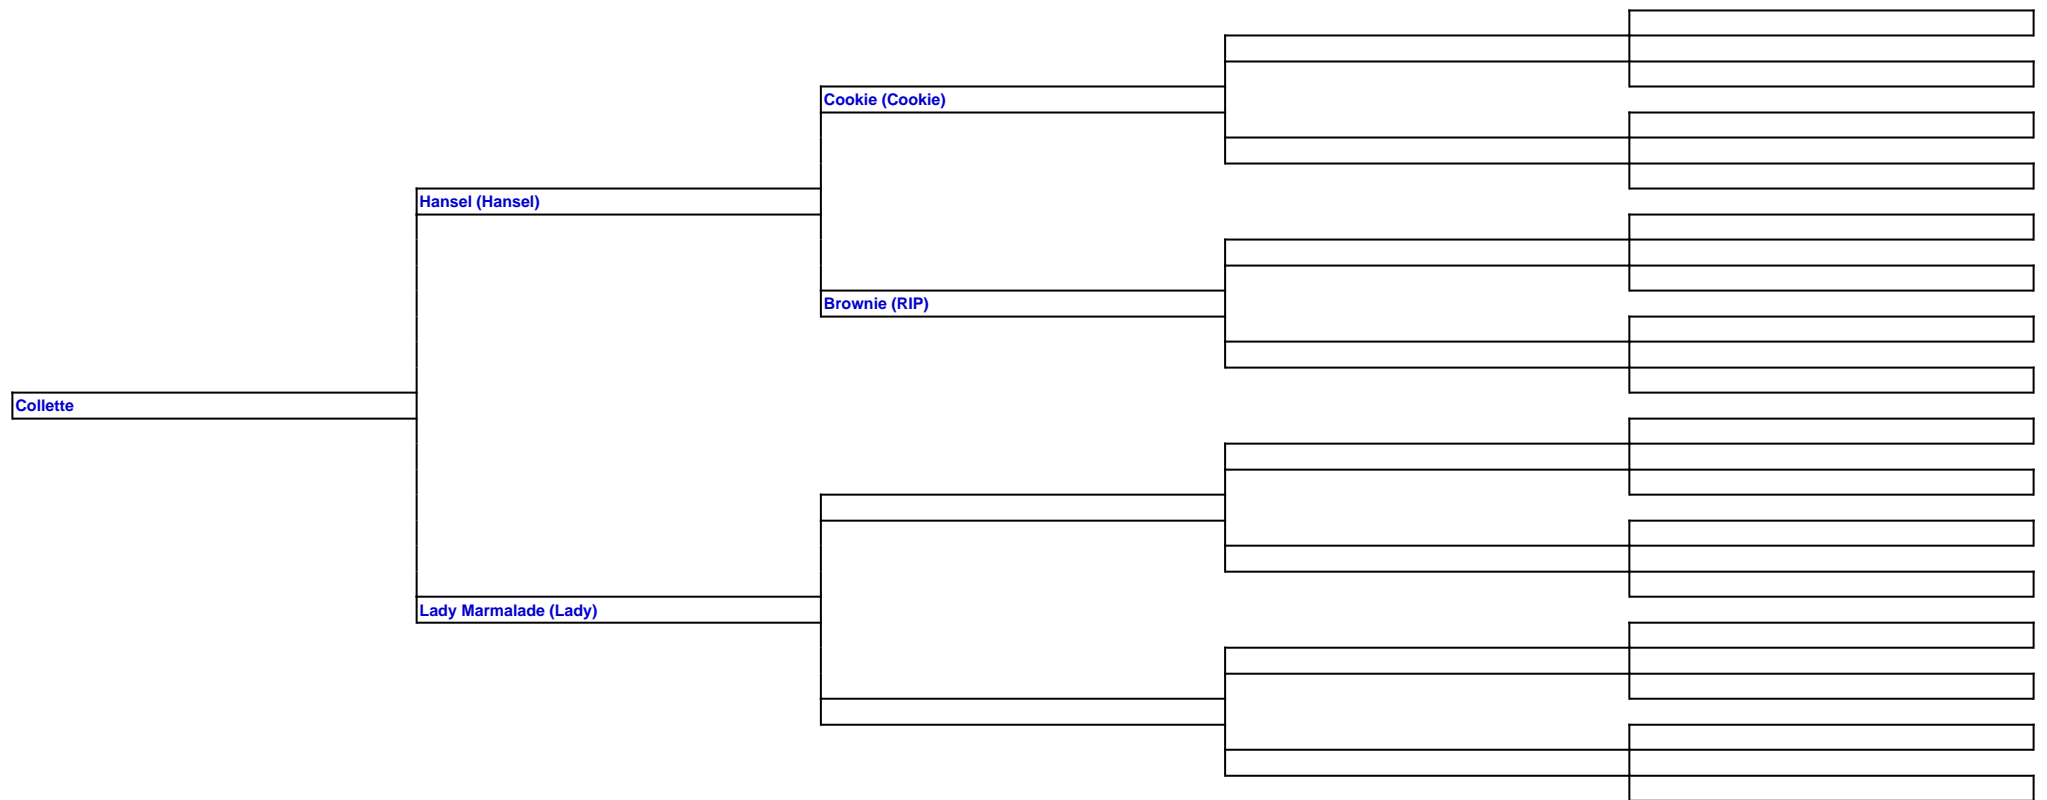 Cookie (Cookie)
Hansel (Hansel)
Brownie (RIP)
Collette
Lady Marmalade (Lady)